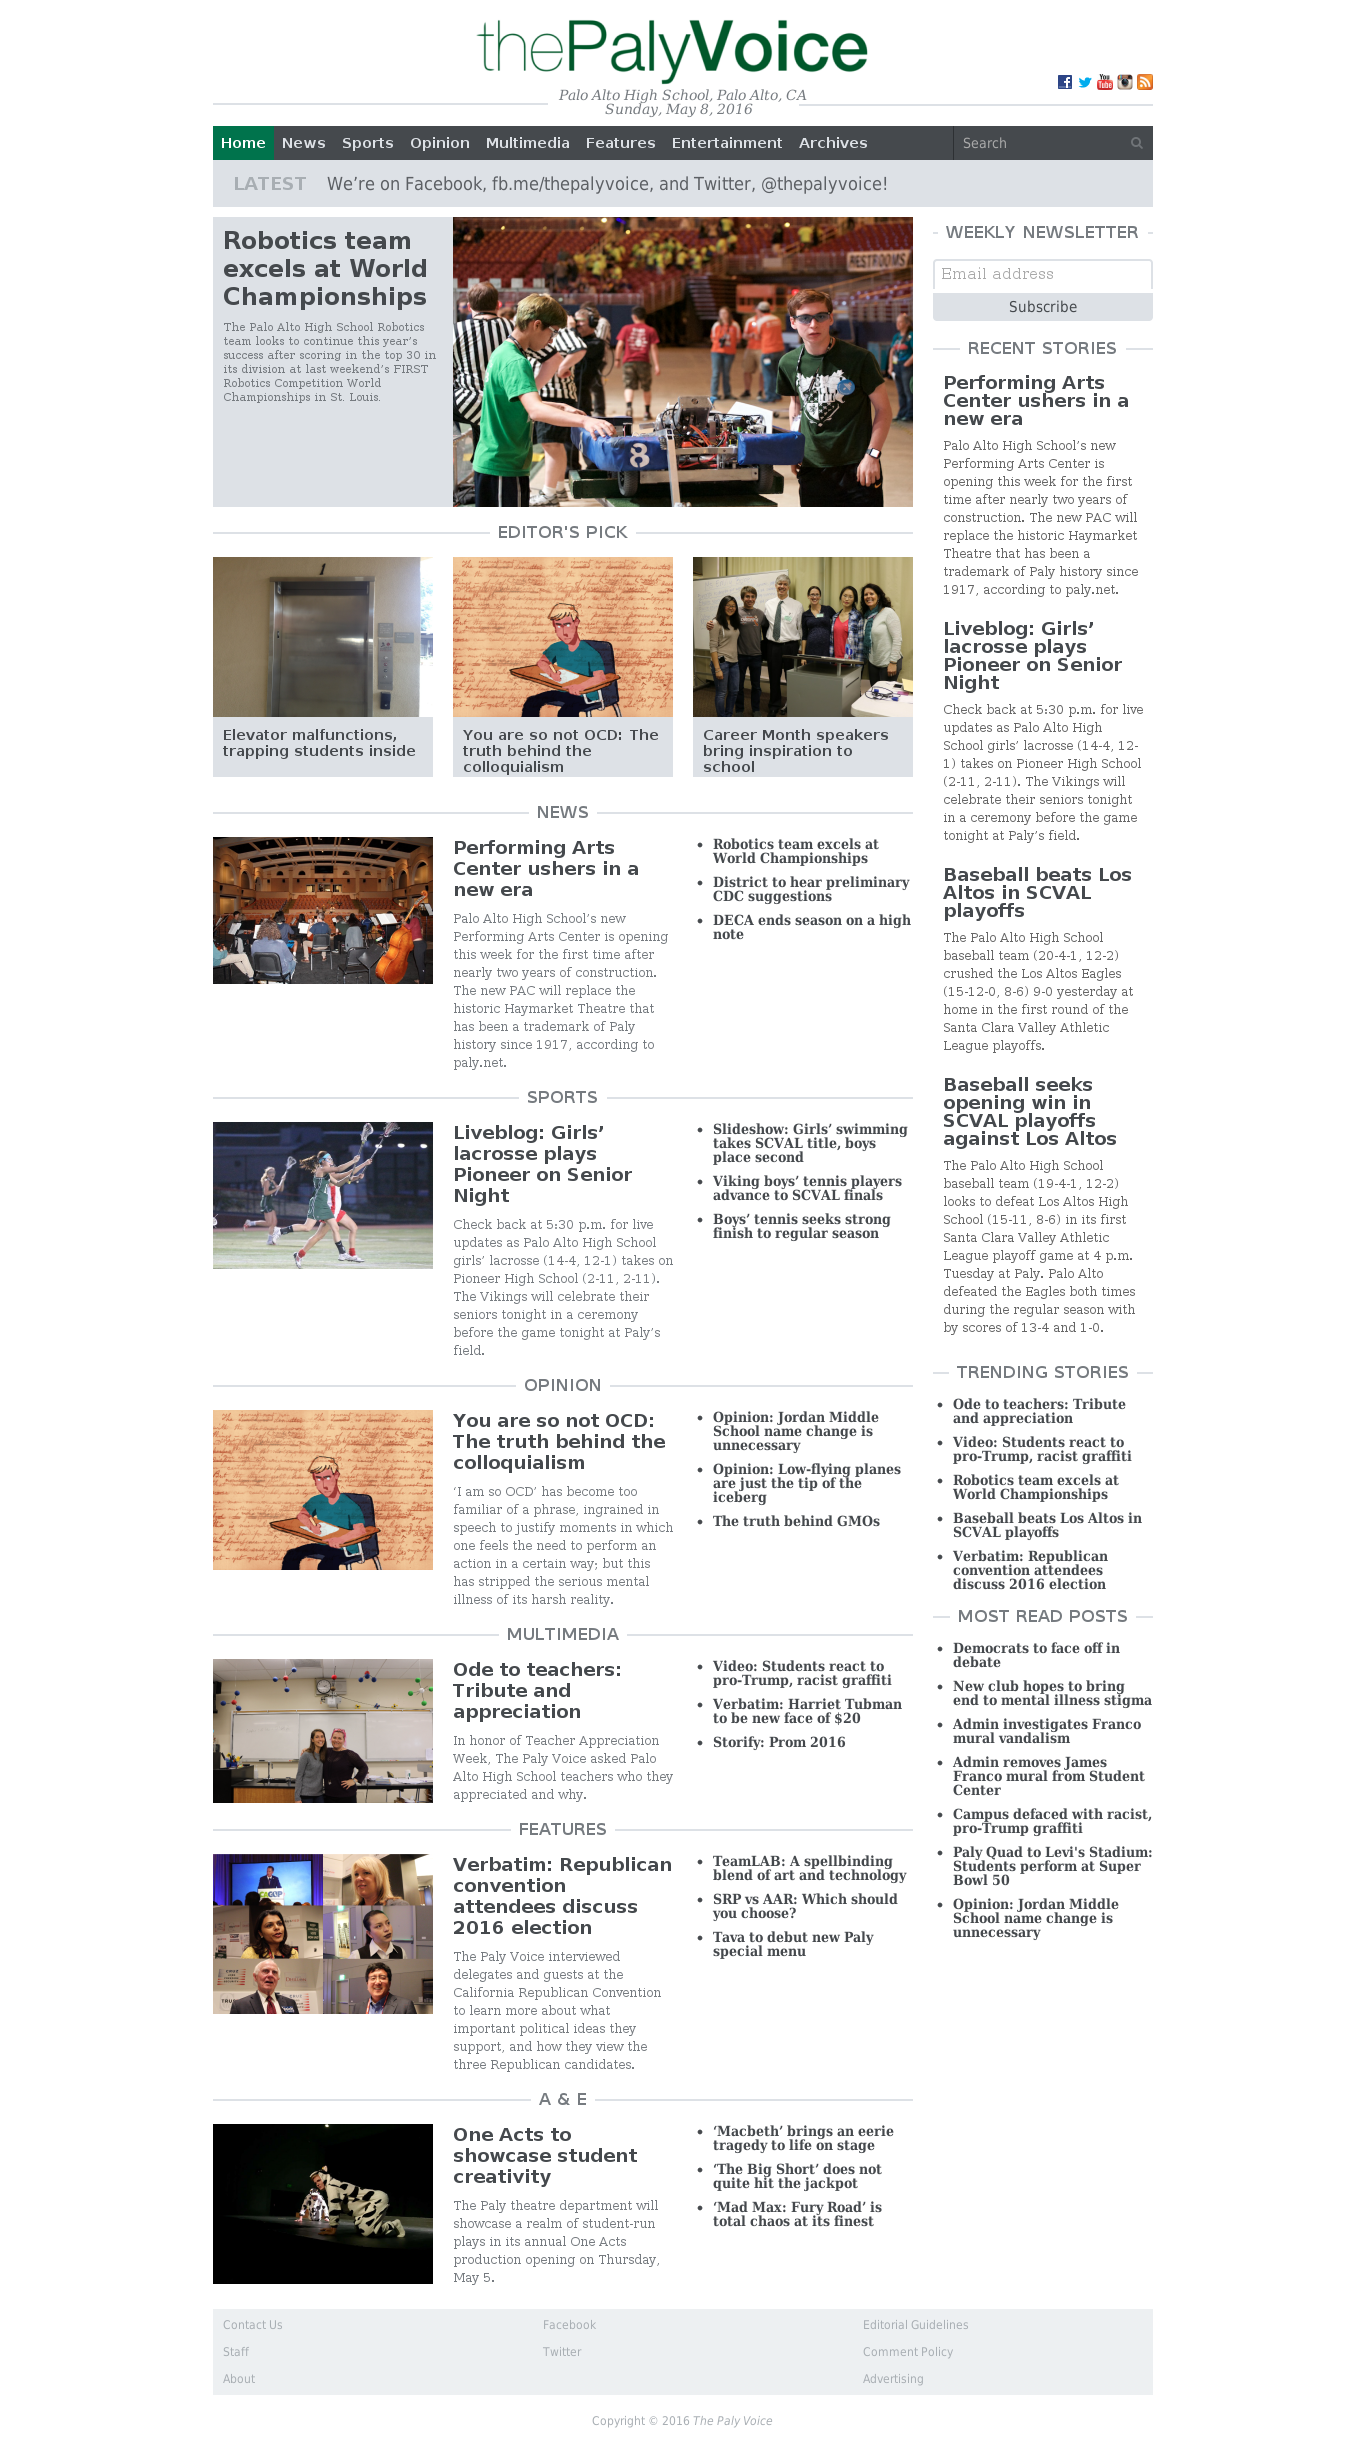 thePalyVoice
Palo Alto High School, Palo Alto, CA
Sunday, May 8, 2016
Home News Sports Opinion Multimedia Features Entertainment Archives Search
LATEST We’re on Facebook, fb.me/thepalyvoice, and Twitter, @thepalyvoice!
Robotics team
excels at World
Championships
The Palo Alto High School Robotics
team looks to continue this year’s
success after scoring in the top 30 in
its division at last weekend’s FIRST
Robotics Competition World
Championships in St. Louis.
RESTROOMS
8
EDITOR'S PICK
1
Elevator malfunctions,
trapping students inside
You are so not OCD: The
truth behind the
colloquialism
Career Month speakers
bring inspiration to
school
NEWS
Performing Arts
Center ushers in a
new era
Palo Alto High School’s new
Performing Arts Center is opening
this week for the first time after
nearly two years of construction.
The new PAC will replace the
historic Haymarket Theatre that
has been a trademark of Paly
history since 1917, according to
paly.net.
Robotics team excels at
World Championships
District to hear preliminary
CDC suggestions
DECA ends season on a high
note
SPORTS
Liveblog: Girls’
lacrosse plays
Pioneer on Senior
Night
Check back at 5:30 p.m. for live
updates as Palo Alto High School
girls’ lacrosse (14-4, 12-1) takes on
Pioneer High School (2-11, 2-11).
The Vikings will celebrate their
seniors tonight in a ceremony
before the game tonight at Paly’s
field.
Slideshow: Girls’ swimming
takes SCVAL title, boys
place second
Viking boys’ tennis players
advance to SCVAL finals
Boys’ tennis seeks strong
finish to regular season
OPINION
You are so not OCD:
The truth behind the
colloquialism
‘I am so OCD’ has become too
familiar of a phrase, ingrained in
speech to justify moments in which
one feels the need to perform an
action in a certain way; but this
has stripped the serious mental
illness of its harsh reality.
Opinion: Jordan Middle
School name change is
unnecessary
Opinion: Low-flying planes
are just the tip of the
iceberg
The truth behind GMOs
MULTIMEDIA
Ode to teachers:
Tribute and
appreciation
In honor of Teacher Appreciation
Week, The Paly Voice asked Palo
Alto High School teachers who they
appreciated and why.
Video: Students react to
pro-Trump, racist graffiti
Verbatim: Harriet Tubman
to be new face of $20
Storify: Prom 2016
FEATURES
Verbatim: Republican
convention
attendees discuss
2016 election
The Paly Voice interviewed
delegates and guests at the
California Republican Convention
to learn more about what
important political ideas they
support, and how they view the
three Republican candidates.
TeamLAB: A spellbinding
blend of art and technology
SRP vs AAR: Which should
you choose?
Tava to debut new Paly
special menu
A & E
One Acts to
showcase student
creativity
The Paly theatre department will
showcase a realm of student-run
plays in its annual One Acts
production opening on Thursday,
May 5.
‘Macbeth’ brings an eerie
tragedy to life on stage
‘The Big Short’ does not
quite hit the jackpot
‘Mad Max: Fury Road’ is
total chaos at its finest
WEEKLY NEWSLETTER
Email address
Subscribe
RECENT STORIES
Performing Arts
Center ushers in a
new era
Palo Alto High School’s new
Performing Arts Center is
opening this week for the first
time after nearly two years of
construction. The new PAC will
replace the historic Haymarket
Theatre that has been a
trademark of Paly history since
1917, according to paly.net.
Liveblog: Girls’
lacrosse plays
Pioneer on Senior
Night
Check back at 5:30 p.m. for live
updates as Palo Alto High
School girls’ lacrosse (14-4, 12-
1) takes on Pioneer High School
(2-11, 2-11). The Vikings will
celebrate their seniors tonight
in a ceremony before the game
tonight at Paly’s field.
Baseball beats Los
Altos in SCVAL
playoffs
The Palo Alto High School
baseball team (20-4-1, 12-2)
crushed the Los Altos Eagles
(15-12-0, 8-6) 9-0 yesterday at
home in the first round of the
Santa Clara Valley Athletic
League playoffs.
Baseball seeks
opening win in
SCVAL playoffs
against Los Altos
The Palo Alto High School
baseball team (19-4-1, 12-2)
looks to defeat Los Altos High
School (15-11, 8-6) in its first
Santa Clara Valley Athletic
League playoff game at 4 p.m.
Tuesday at Paly. Palo Alto
defeated the Eagles both times
during the regular season with
by scores of 13-4 and 1-0.
TRENDING STORIES
Ode to teachers: Tribute
and appreciation
Video: Students react to
pro-Trump, racist graffiti
Robotics team excels at
World Championships
Baseball beats Los Altos in
SCVAL playoffs
Verbatim: Republican
convention attendees
discuss 2016 election
MOST READ POSTS
Democrats to face off in
debate
New club hopes to bring
end to mental illness stigma
Admin investigates Franco
mural vandalism
Admin removes James
Franco mural from Student
Center
Campus defaced with racist,
pro-Trump graffiti
Paly Quad to Levi's Stadium:
Students perform at Super
Bowl 50
Opinion: Jordan Middle
School name change is
unnecessary
Contact Us Facebook Editorial Guidelines
Staff Twitter Comment Policy
About Advertising
Copyright © 2016 The Paly Voice